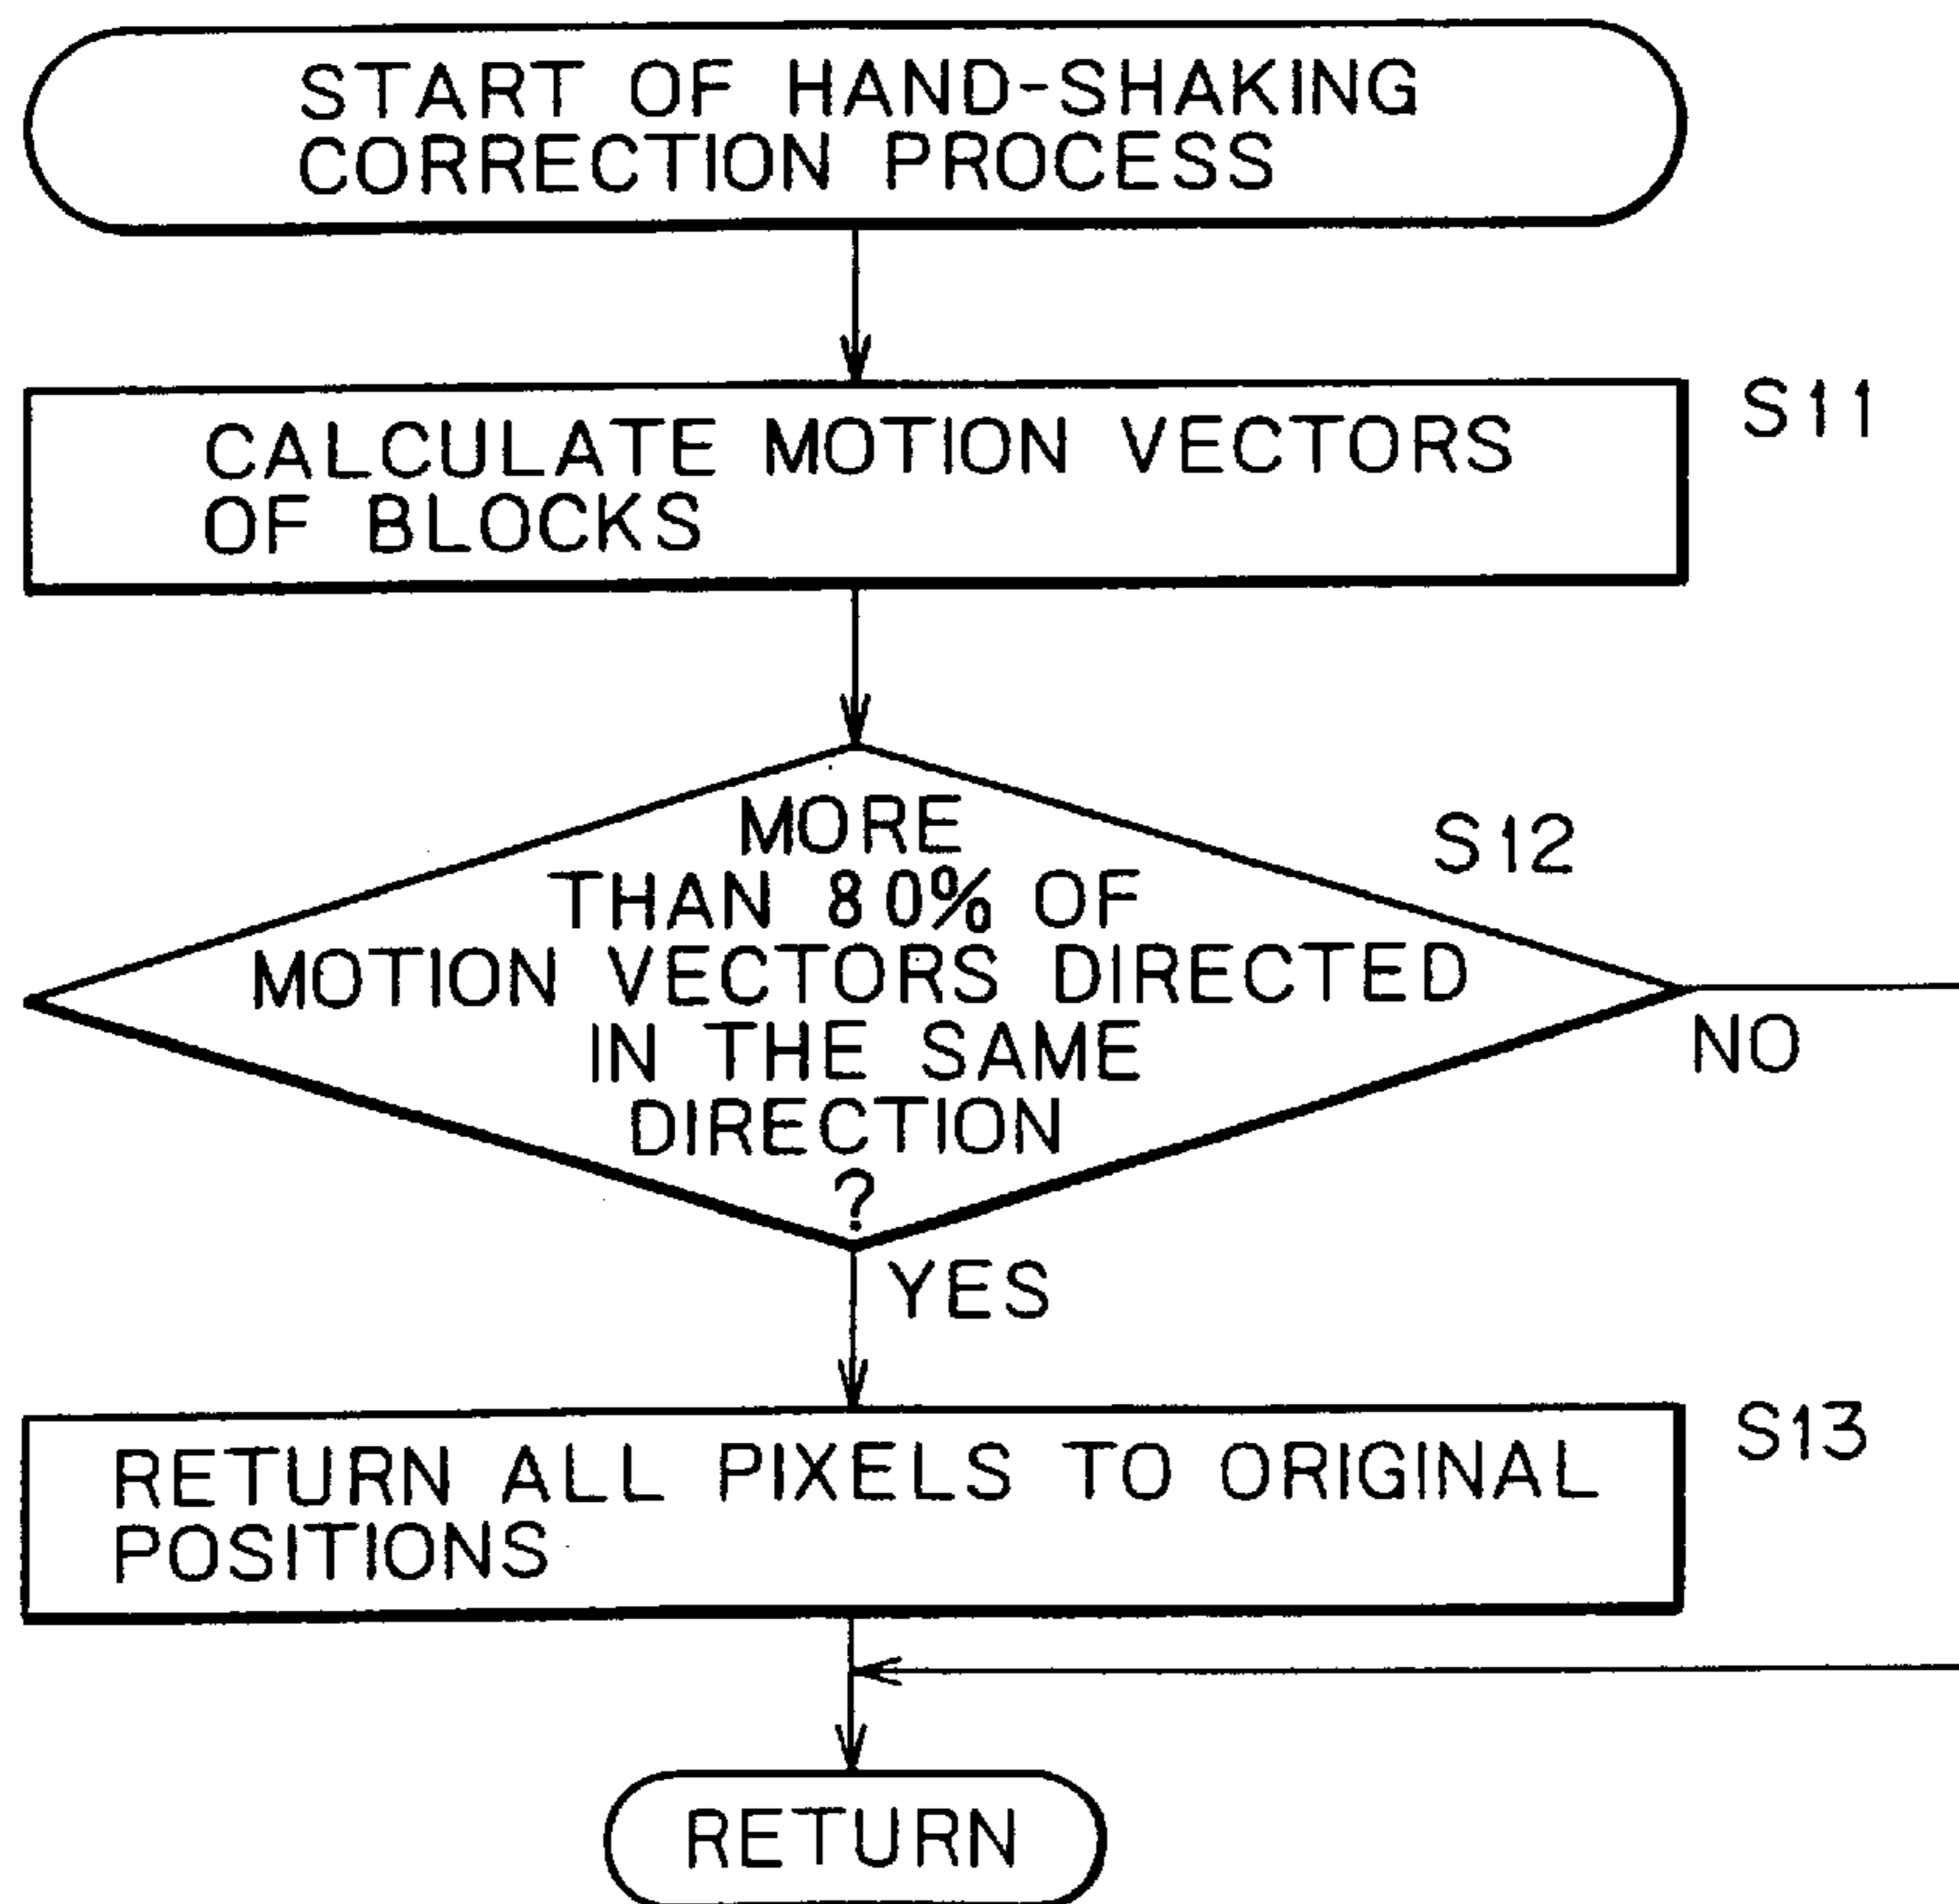 START OF HAND-SHAKING
CORRECTION PROCESS
S11
CALCULATE MOTION VECTORS
OF BLOCKS
S12
MORE
THAN 80% OF
MOTION VECTORS DIRECTED
IN THE SAME
DIRECTION
?
NO
YES
S13
RETURN ALL PIXELS TO ORIGINAL
POSITIONS
RETURN